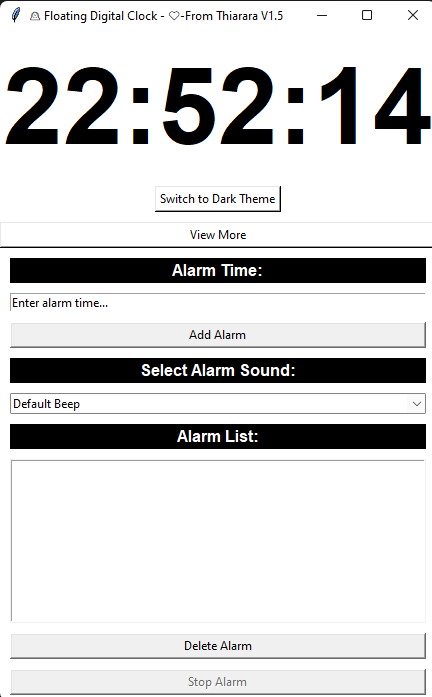 Floating Digital Clock - ♡-From Thiarara V1.5
22:52:14
Switch to Dark Theme
View More
Alarm Time:
Enter alarm time...
Add Alarm
Select Alarm Sound:
Default Beep
Alarm List:
Delete Alarm
Stop Alarm